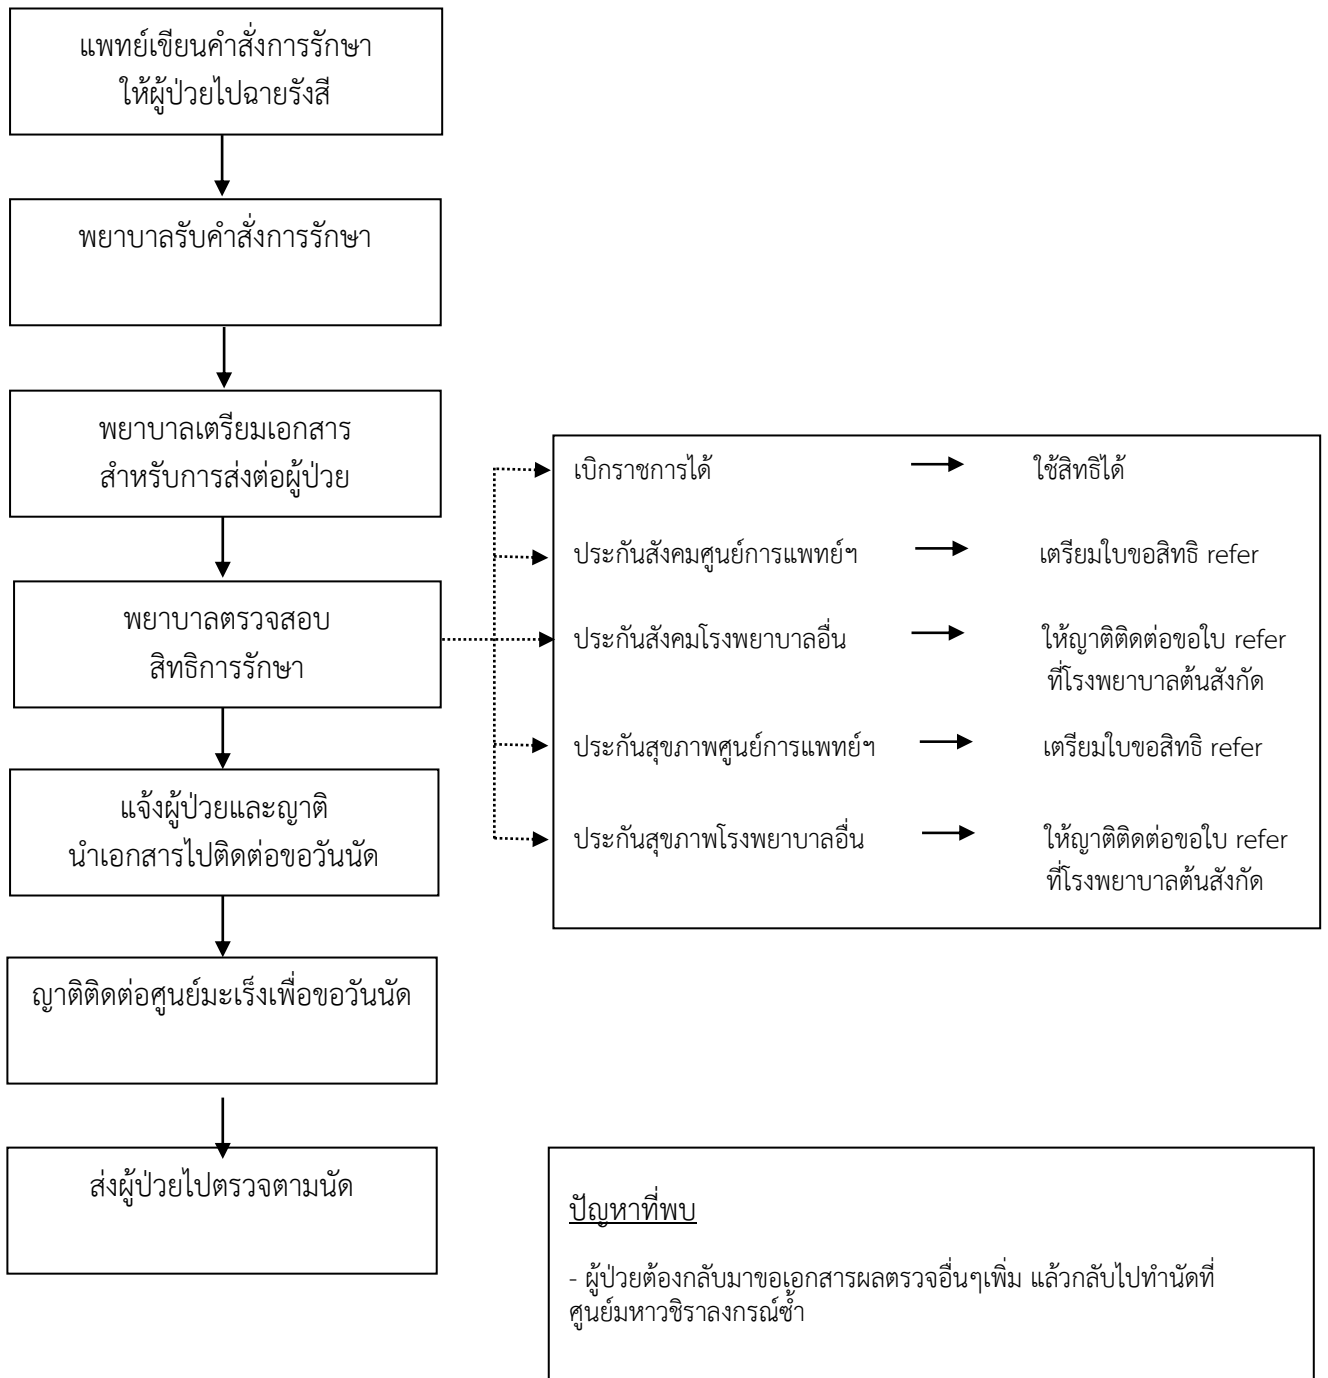 แพทย์เขียนคำสั่งการรักษา
ให้ผู้ป่วยไปฉายรังสี
พยาบาลรับคำสั่งการรักษา
พยาบาลเตรียมเอกสาร
สำหรับการส่งต่อผู้ป่วย
พยาบาลตรวจสอบ
สิทธิการรักษา
เบิกราชการได้ ใช้สิทธิได้
ประกันสังคมศูนย์การแพทย์ฯ เตรียมใบขอสิทธิ refer
ประกันสังคมโรงพยาบาลอื่น ให้ญาติติดต่อขอใบ refer
ที่โรงพยาบาลต้นสังกัด
ประกันสุขภาพศูนย์การแพทย์ฯ เตรียมใบขอสิทธิ refer
ประกันสุขภาพโรงพยาบาลอื่น ให้ญาติติดต่อขอใบ refer
ที่โรงพยาบาลต้นสังกัด
แจ้งผู้ป่วยและญาติ
นำเอกสารไปติดต่อขอวันนัด
ญาติติดต่อศูนย์มะเร็งเพื่อขอวันนัด
ส่งผู้ป่วยไปตรวจตามนัด
ปัญหาที่พบ
- ผู้ป่วยต้องกลับมาขอเอกสารผลตรวจอื่นๆเพิ่ม แล้วกลับไปทำนัดที่
ศูนย์มหาวชิราลงกรณ์ซ้ำ